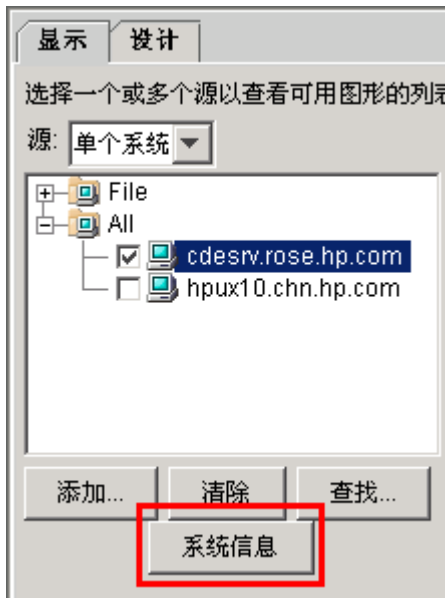 显示 设计
选择一个或多个源以查看可用图形的列
源: 单个系统
File
All
cdesrv.rose.hp.com
hpux10.chn.hp.com
添加... 清除 查找...
系统信息